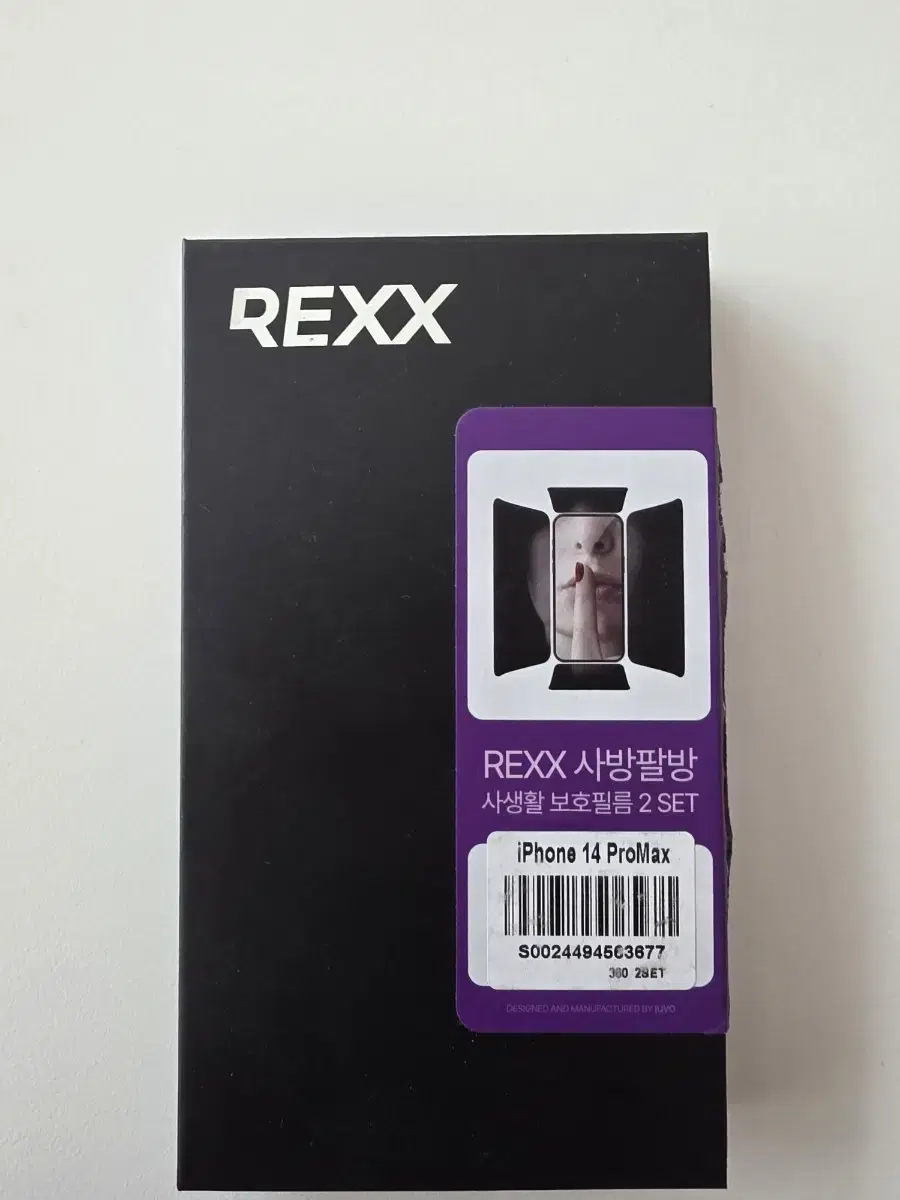 REXX
REXX 사방팔방
사생활 보호필름 2 SET
iPhone 14 ProMax
S0024494563677
360 2SET
DESIGNED AND MANUFACTURED BY IUVO